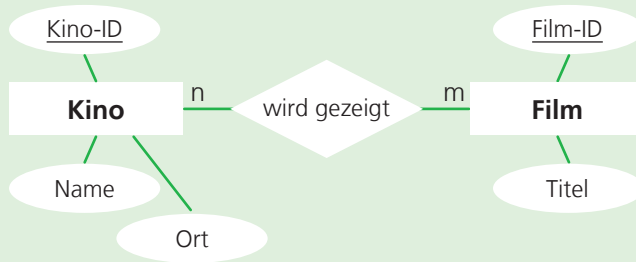 Kino-ID
Film-ID
Kino
n
wird gezeigt
m
Film
Name
Titel
Ort